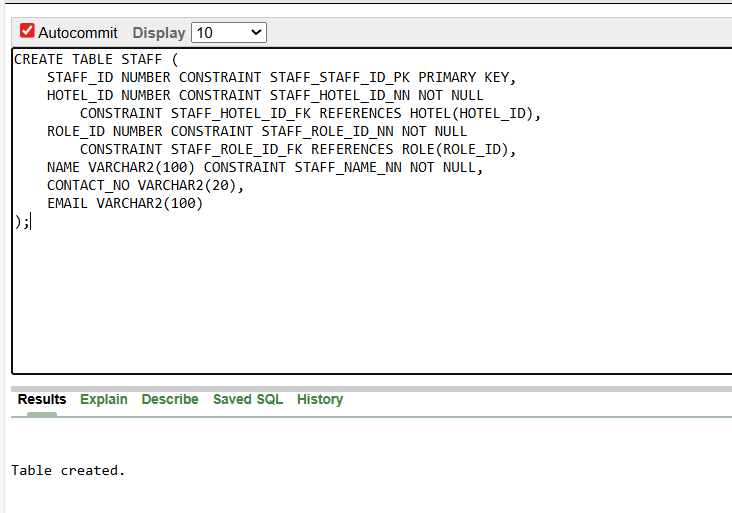 Autocommit Display 10
CREATE TABLE STAFF (
    STAFF_ID NUMBER CONSTRAINT STAFF_STAFF_ID_PK PRIMARY KEY,
    HOTEL_ID NUMBER CONSTRAINT STAFF_HOTEL_ID_NN NOT NULL
        CONSTRAINT STAFF_HOTEL_ID_FK REFERENCES HOTEL(HOTEL_ID),
    ROLE_ID NUMBER CONSTRAINT STAFF_ROLE_ID_NN NOT NULL
        CONSTRAINT STAFF_ROLE_ID_FK REFERENCES ROLE(ROLE_ID),
    NAME VARCHAR2(100) CONSTRAINT STAFF_NAME_NN NOT NULL,
    CONTACT_NO VARCHAR2(20),
    EMAIL VARCHAR2(100)
);
Results Explain Describe Saved SQL History
Table created.